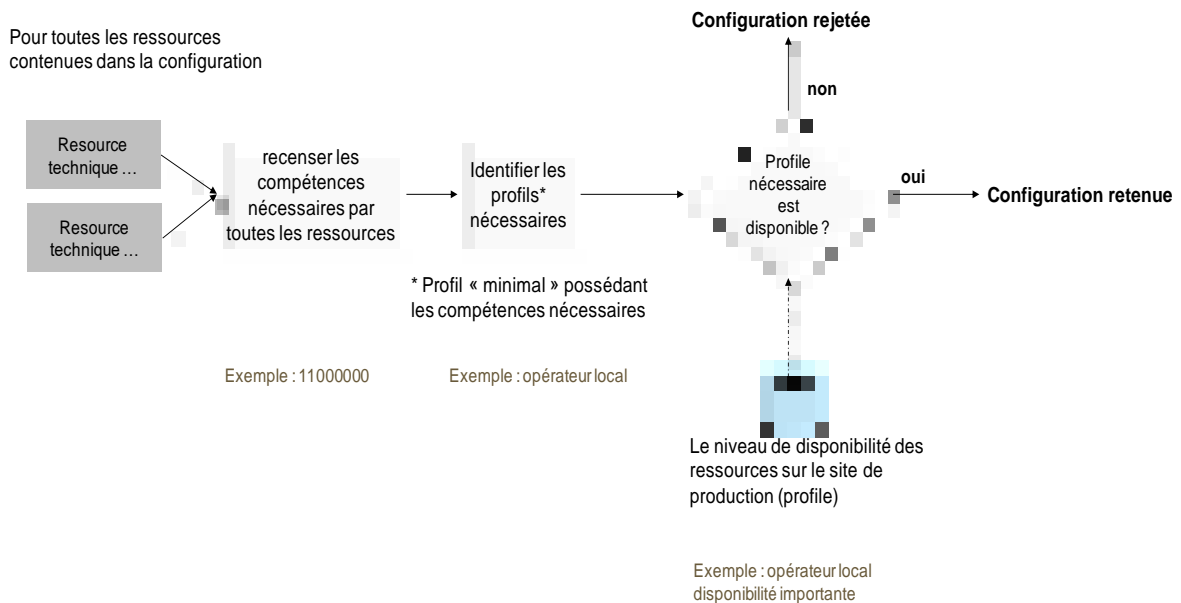 Configuration rejetée
Pour toutes les ressources
contenues dans la configuration
non
Resource
technique ...
recenser les
compétences
nécessaires par
toutes les ressources
Identifier les
profils*
nécessaires
Profile
nécessaire
est
disponible ?
oui
Configuration retenue
Resource
technique ...
* Profil « minimal » possédant
les compétences nécessaires
Exemple : 11000000
Exemple : opérateur local
Le niveau de disponibilité des
ressources sur le site de
production (profile)
Exemple : opérateur local
disponibilité importante